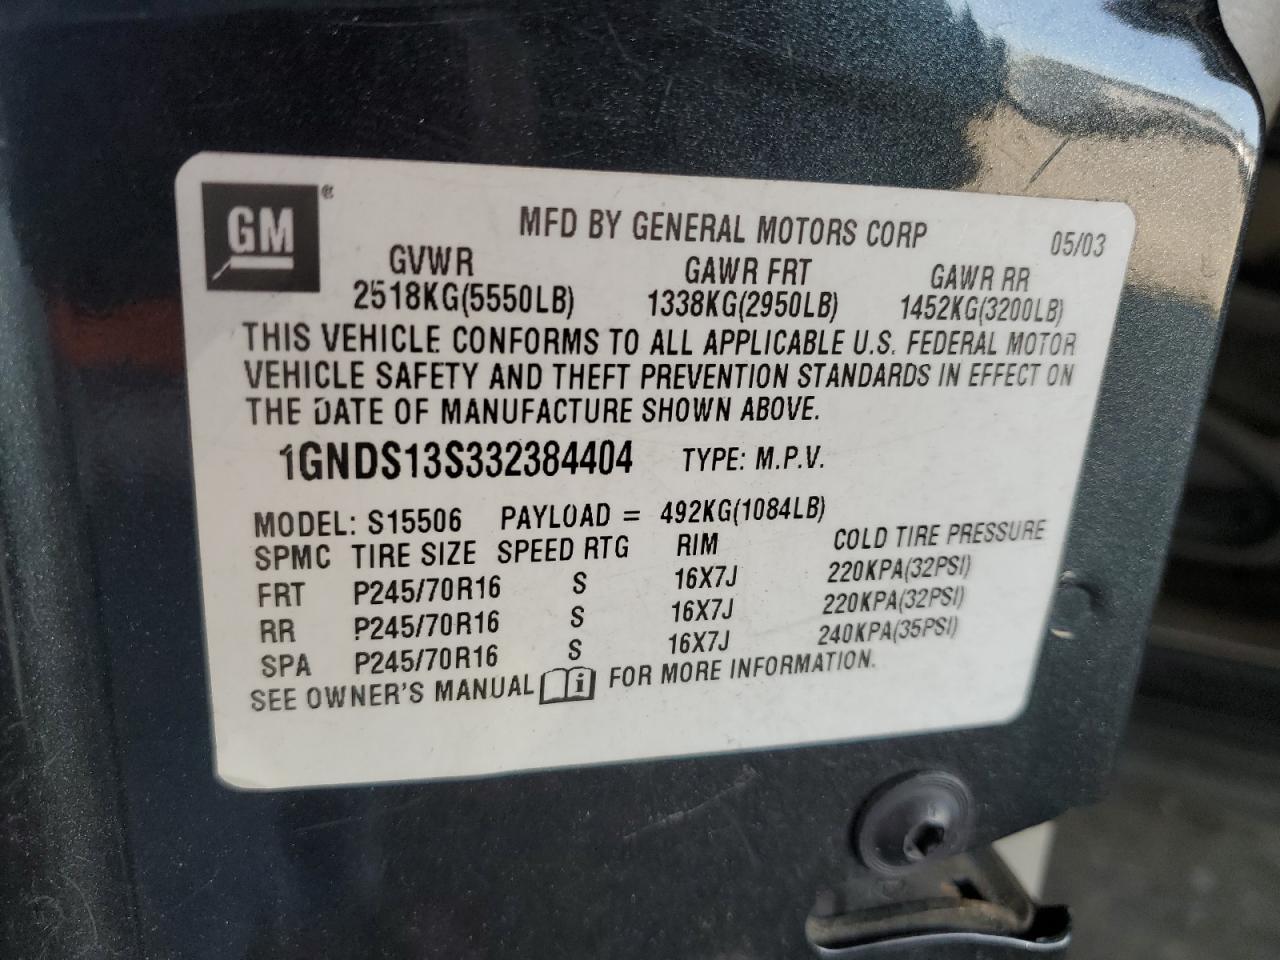 GM ®
MFD BY GENERAL MOTORS CORP 05/03
GVWR GAWR FRT GAWR RR
2518KG(5550LB) 1338KG(2950LB) 1452KG(3200LB)
THIS VEHICLE CONFORMS TO ALL APPLICABLE U.S. FEDERAL MOTOR
VEHICLE SAFETY AND THEFT PREVENTION STANDARDS IN EFFECT ON
THE DATE OF MANUFACTURE SHOWN ABOVE.
1GNDS13S332384404 TYPE: M.P.V.
MODEL: S15506 PAYLOAD = 492KG(1084LB)
SPMC TIRE SIZE SPEED RTG RIM COLD TIRE PRESSURE
FRT P245/70R16 S 16X7J 220KPA(32PSI)
RR P245/70R16 S 16X7J 220KPA(32PSI)
SPA P245/70R16 S 16X7J 240KPA(35PSI)
SEE OWNER'S MANUAL i FOR MORE INFORMATION.